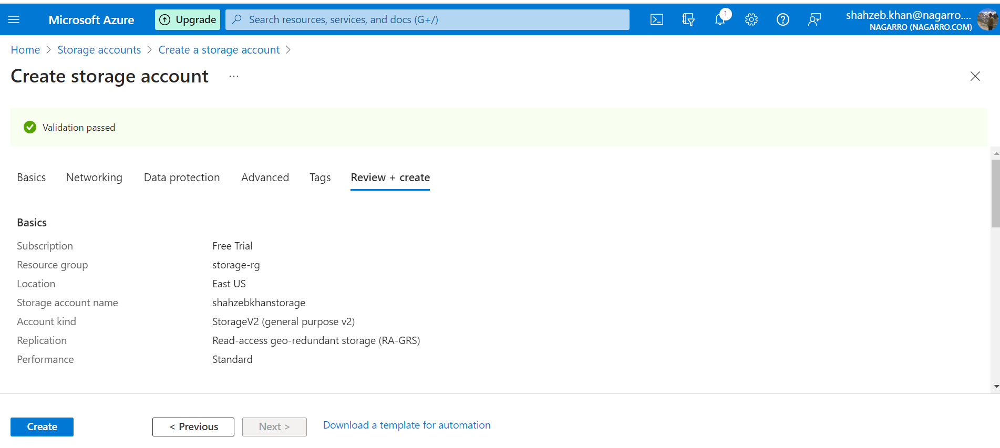 Microsoft Azure
Upgrade
Search resources, services, and docs (G+/)
1
shahzeb.khan@nagarro....
NAGARRO (NAGARRO.COM)
Home > Storage accounts > Create a storage account >
Create storage account ...
Validation passed
Basics Networking Data protection Advanced Tags Review + create
Basics
Subscription Free Trial
Resource group storage-rg
Location East US
Storage account name shahzebkhanstorage
Account kind StorageV2 (general purpose v2)
Replication Read-access geo-redundant storage (RA-GRS)
Performance Standard
Create < Previous Next > Download a template for automation